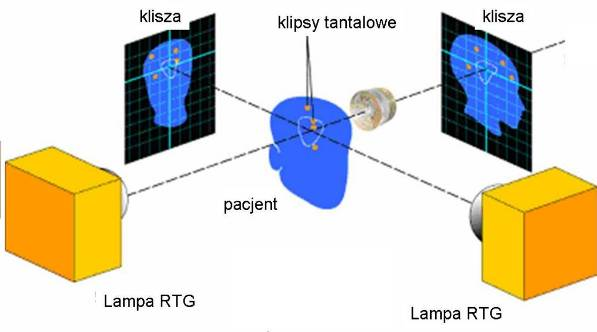 klisza
klipsy tantalowe
klisza
pacjent
Lampa RTG
Lampa RTG